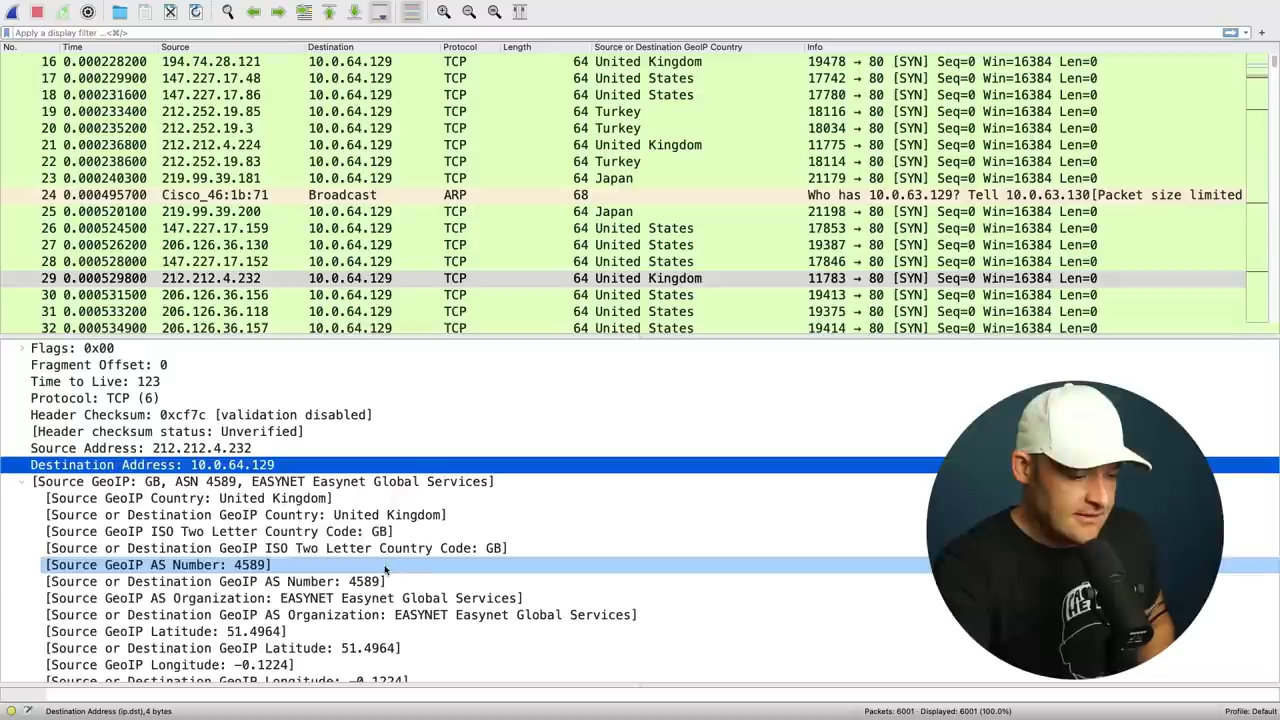 Apply a display filter ... <⌘/>
No. Time Source Destination Protocol Length Source or Destination GeoIP Country Info
16 0.000228200 194.74.28.121 10.0.64.129 TCP 64 United Kingdom 19478 → 80 [SYN] Seq=0 Win=16384 Len=0
17 0.000229900 147.227.17.48 10.0.64.129 TCP 64 United States 17742 → 80 [SYN] Seq=0 Win=16384 Len=0
18 0.000231600 147.227.17.86 10.0.64.129 TCP 64 United States 17780 → 80 [SYN] Seq=0 Win=16384 Len=0
19 0.000233400 212.252.19.85 10.0.64.129 TCP 64 Turkey 18116 → 80 [SYN] Seq=0 Win=16384 Len=0
20 0.000235200 212.252.19.3 10.0.64.129 TCP 64 Turkey 18034 → 80 [SYN] Seq=0 Win=16384 Len=0
21 0.000236800 212.212.4.224 10.0.64.129 TCP 64 United Kingdom 11775 → 80 [SYN] Seq=0 Win=16384 Len=0
22 0.000238600 212.252.19.83 10.0.64.129 TCP 64 Turkey 18114 → 80 [SYN] Seq=0 Win=16384 Len=0
23 0.000240300 219.99.39.181 10.0.64.129 TCP 64 Japan 21179 → 80 [SYN] Seq=0 Win=16384 Len=0
24 0.000495700 Cisco_46:1b:71 Broadcast ARP 68 Who has 10.0.63.129? Tell 10.0.63.130[Packet size limited
25 0.000520100 219.99.39.200 10.0.64.129 TCP 64 Japan 21198 → 80 [SYN] Seq=0 Win=16384 Len=0
26 0.000524500 147.227.17.159 10.0.64.129 TCP 64 United States 17853 → 80 [SYN] Seq=0 Win=16384 Len=0
27 0.000526200 206.126.36.130 10.0.64.129 TCP 64 United States 19387 → 80 [SYN] Seq=0 Win=16384 Len=0
28 0.000528000 147.227.17.152 10.0.64.129 TCP 64 United States 17846 → 80 [SYN] Seq=0 Win=16384 Len=0
29 0.000529800 212.212.4.232 10.0.64.129 TCP 64 United Kingdom 11783 → 80 [SYN] Seq=0 Win=16384 Len=0
30 0.000531500 206.126.36.156 10.0.64.129 TCP 64 United States 19413 → 80 [SYN] Seq=0 Win=16384 Len=0
31 0.000533200 206.126.36.118 10.0.64.129 TCP 64 United States 19375 → 80 [SYN] Seq=0 Win=16384 Len=0
32 0.000534900 206.126.36.157 10.0.64.129 TCP 64 United States 19414 → 80 [SYN] Seq=0 Win=16384 Len=0
Flags: 0x00
Fragment Offset: 0
Time to Live: 123
Protocol: TCP (6)
Header Checksum: 0xcf7c [validation disabled]
[Header checksum status: Unverified]
Source Address: 212.212.4.232
Destination Address: 10.0.64.129
[Source GeoIP: GB, ASN 4589, EASYNET Easynet Global Services]
[Source GeoIP Country: United Kingdom]
[Source or Destination GeoIP Country: United Kingdom]
[Source GeoIP ISO Two Letter Country Code: GB]
[Source or Destination GeoIP ISO Two Letter Country Code: GB]
[Source GeoIP AS Number: 4589]
[Source or Destination GeoIP AS Number: 4589]
[Source GeoIP AS Organization: EASYNET Easynet Global Services]
[Source or Destination GeoIP AS Organization: EASYNET Easynet Global Services]
[Source GeoIP Latitude: 51.4964]
[Source or Destination GeoIP Latitude: 51.4964]
[Source GeoIP Longitude: -0.1224]
[Source or Destination GeoIP Longitude: -0.1224]
Destination Address (ip.dst), 4 bytes Packets: 6001 · Displayed: 6001 (100.0%) Profile: Default